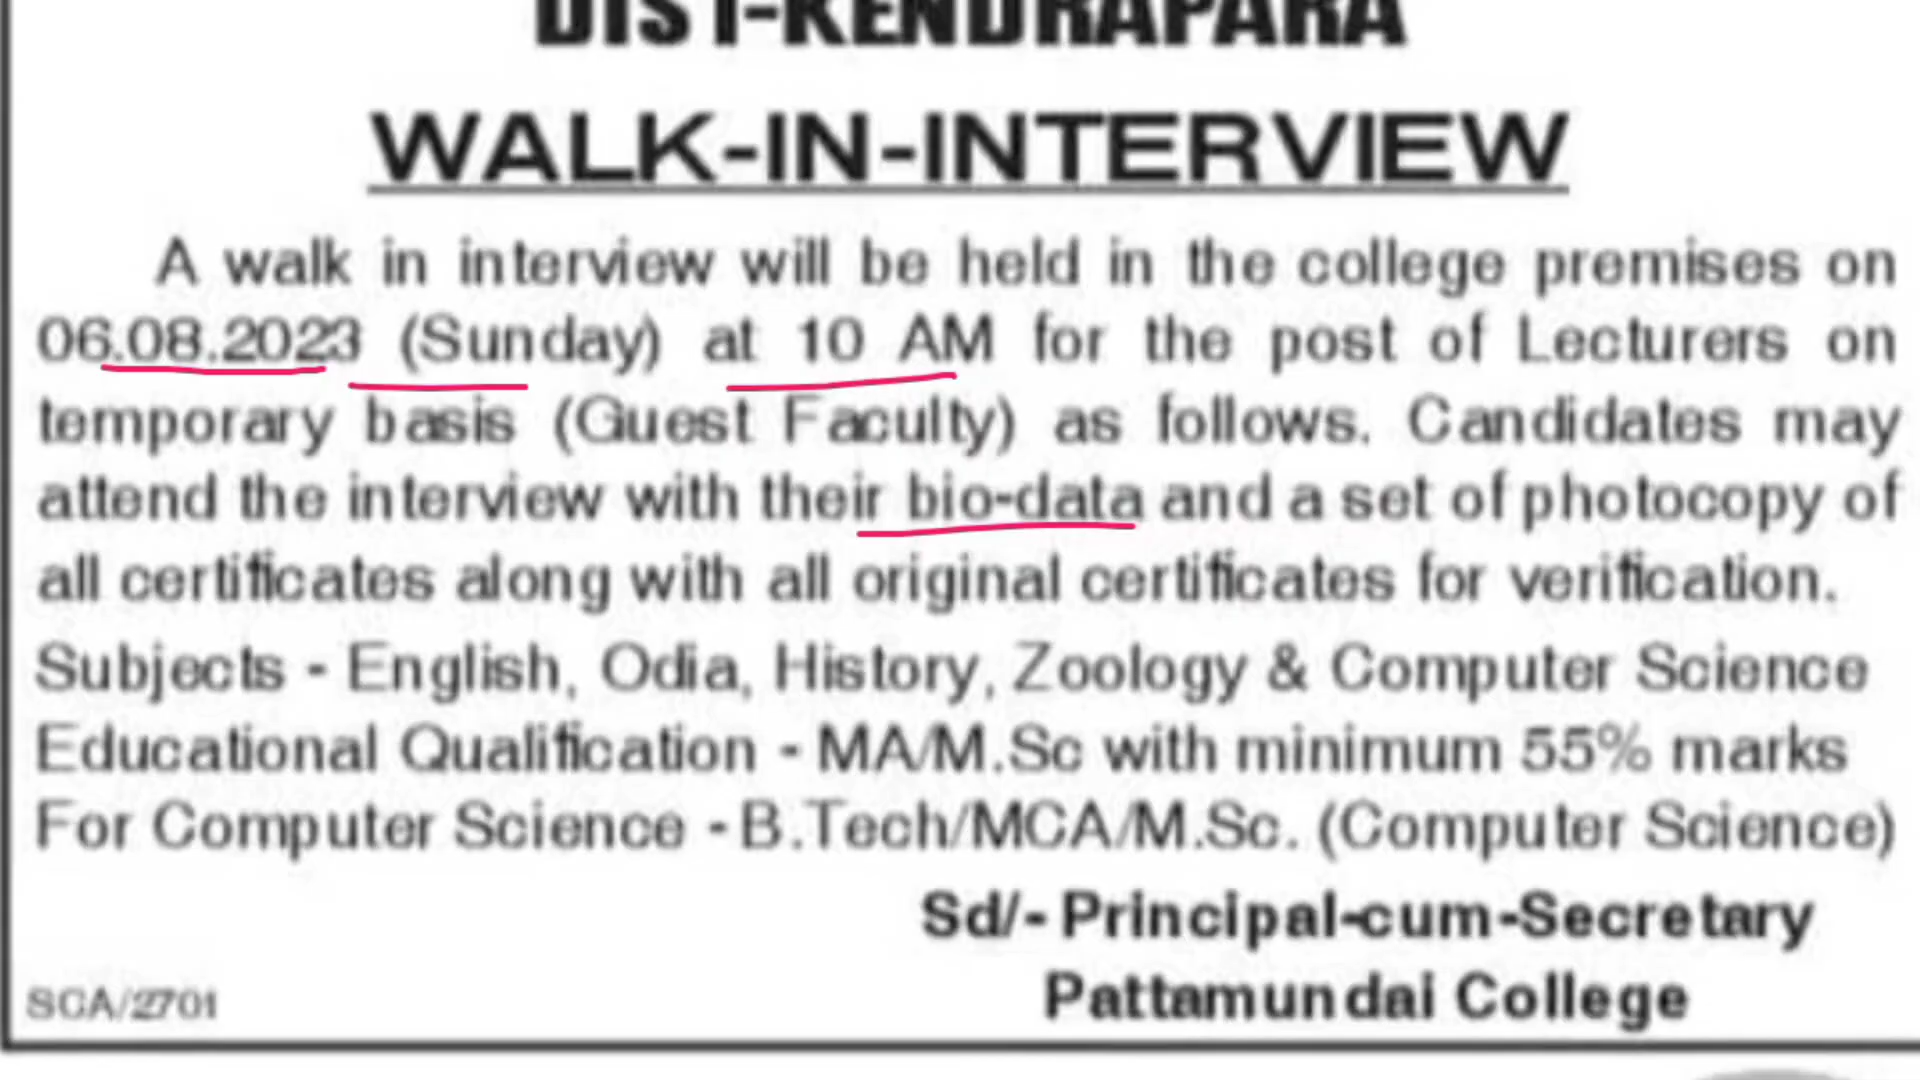 DIST-KENDRAPARA
WALK-IN-INTERVIEW
A walk in interview will be held in the college premises on
06.08.2023 (Sunday) at 10 AM for the post of Lecturers on
temporary basis (Guest Faculty) as follows. Candidates may
attend the interview with their bio-data and a set of photocopy of
all certificates along with all original certificates for verification.
Subjects - English, Odia, History, Zoology & Computer Science
Educational Qualification - MA/M.Sc with minimum 55% marks
For Computer Science - B.Tech/MCA/M.Sc. (Computer Science)
Sd/- Principal-cum-Secretary
Pattamundai College
SCA/2701